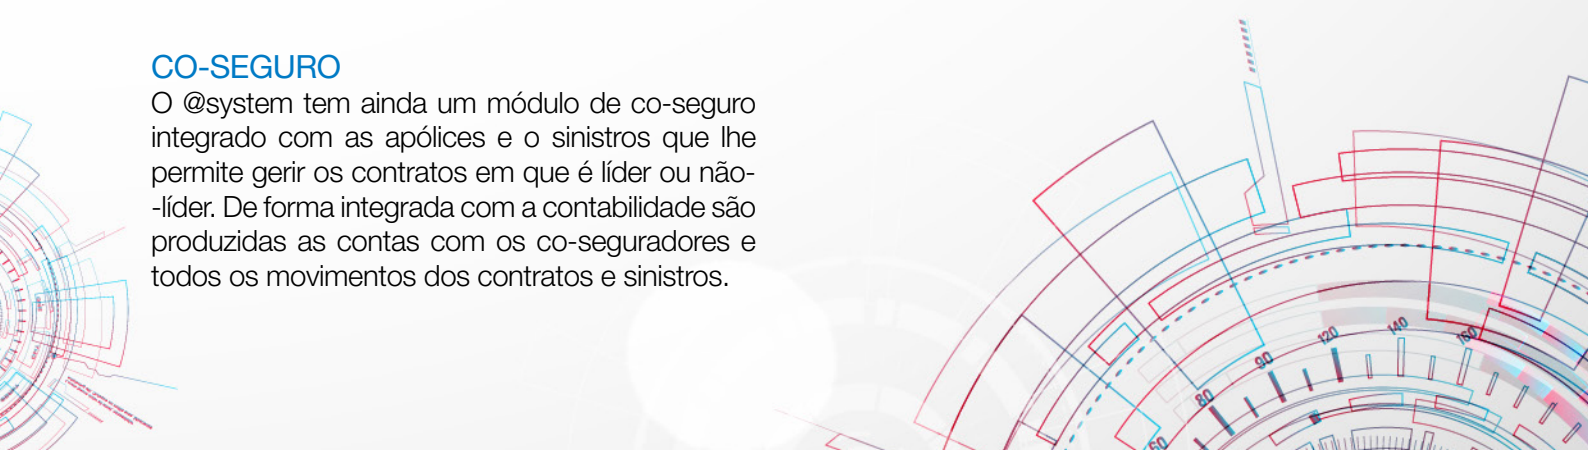 CO-SEGURO
O @system tem ainda um módulo de co-seguro
integrado com as apólices e o sinistros que lhe
permite gerir os contratos em que é líder ou não-
-líder. De forma integrada com a contabilidade são
produzidas as contas com os co-seguradores e
todos os movimentos dos contratos e sinistros.
60
80
90
120
140
160